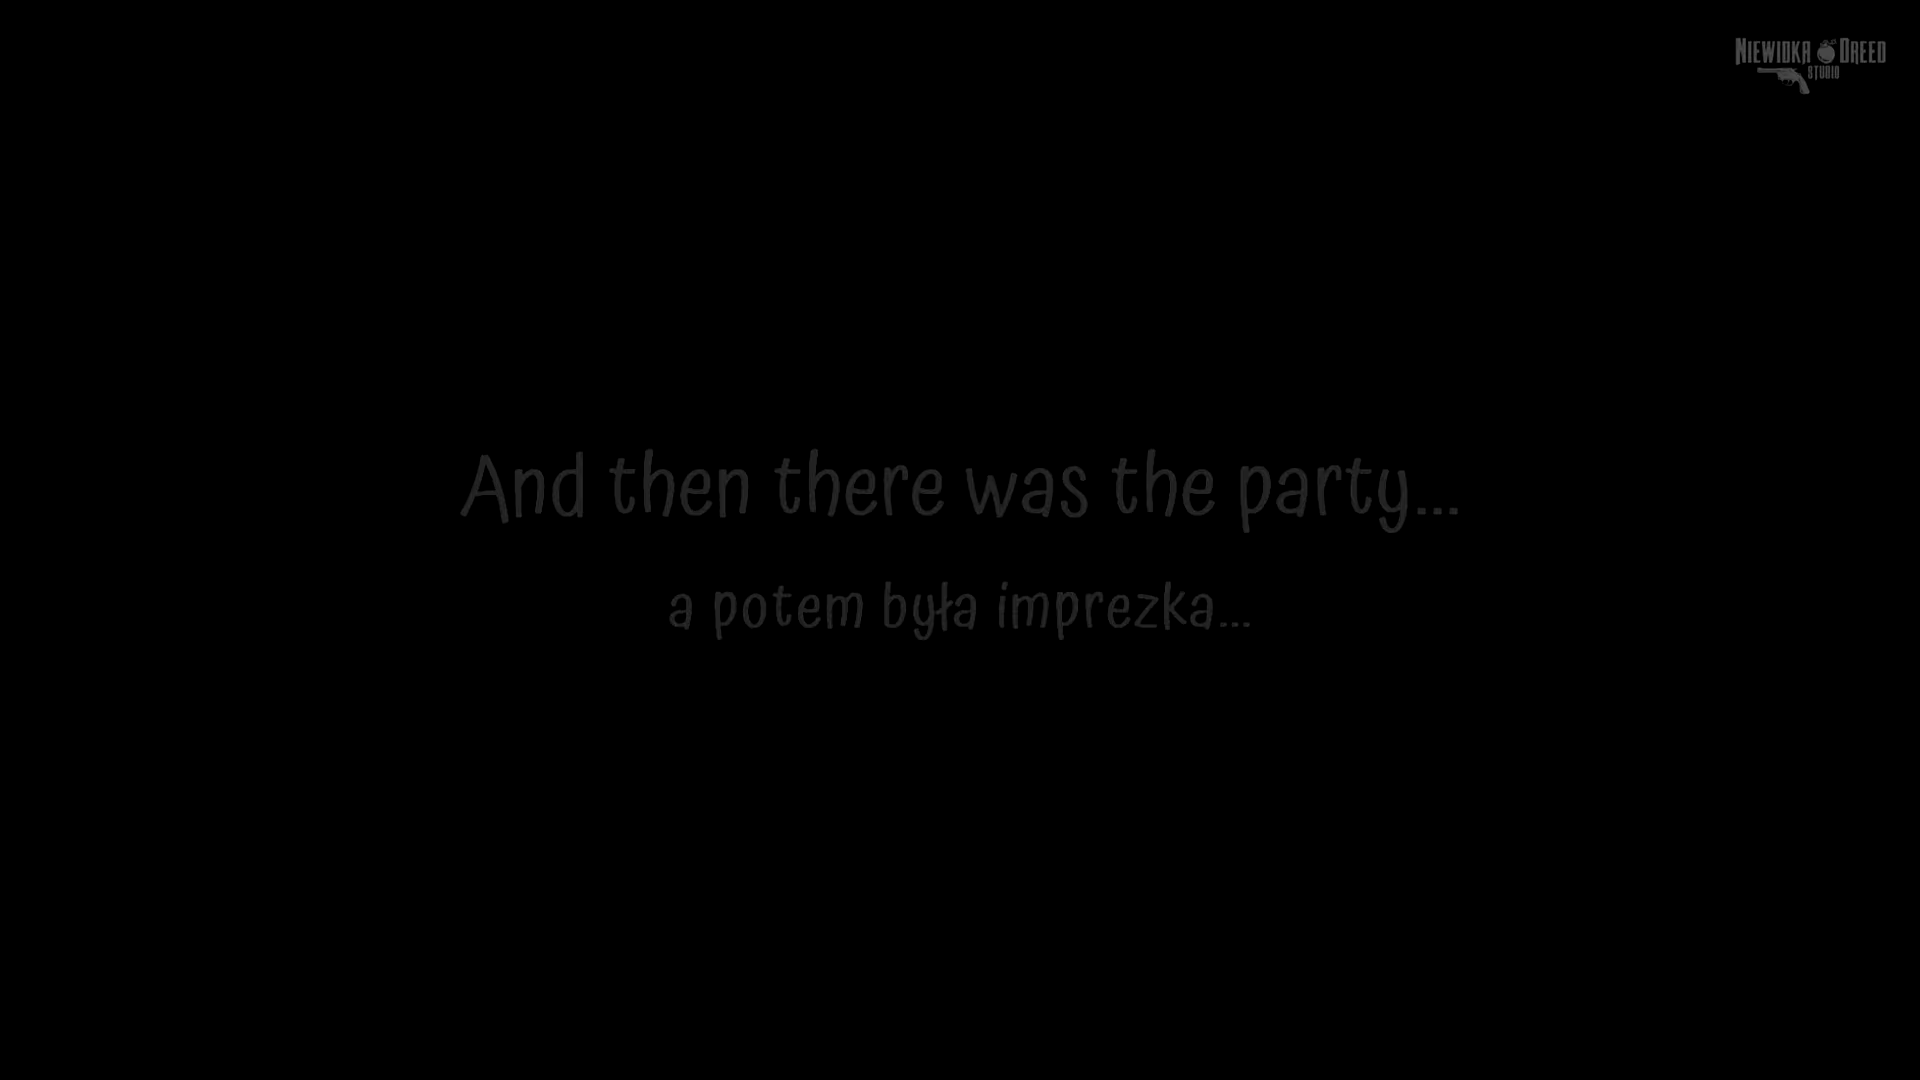 NIEWIDKA DREED
STUDIO
And then there was the party...
a potem była imprezka...